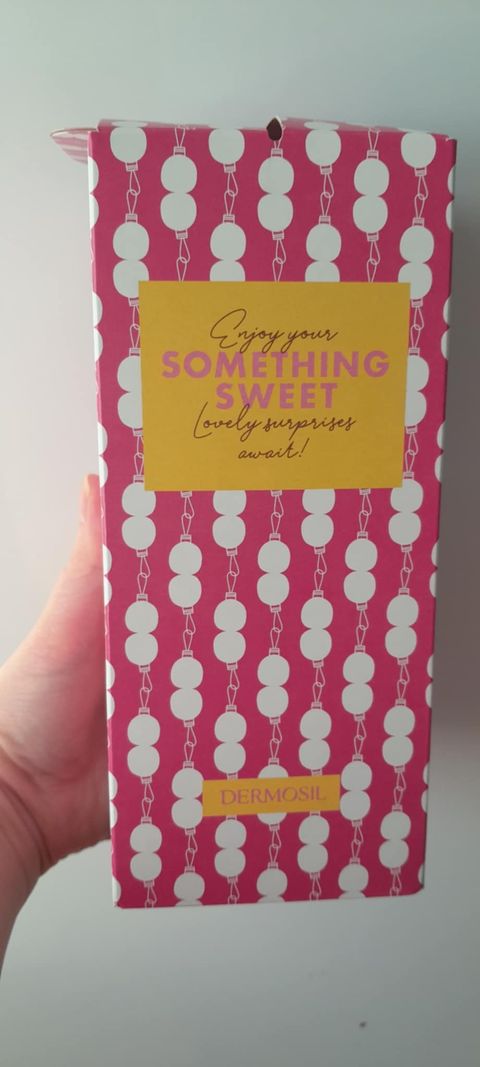 Enjoy your
SOMETHING
SWEET
Lovely surprises
await!
DERMOSIL